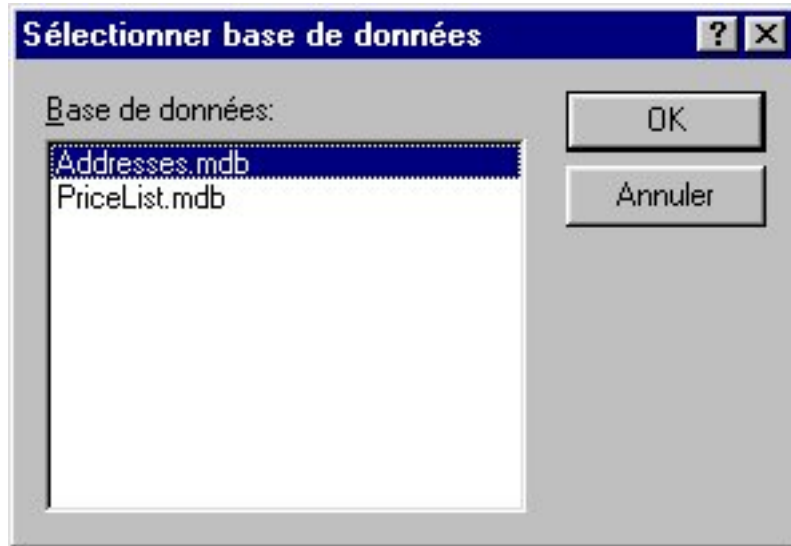 Sélectionner base de données
Base de données:
OK
Addresses.mdb
PriceList.mdb
Annuler